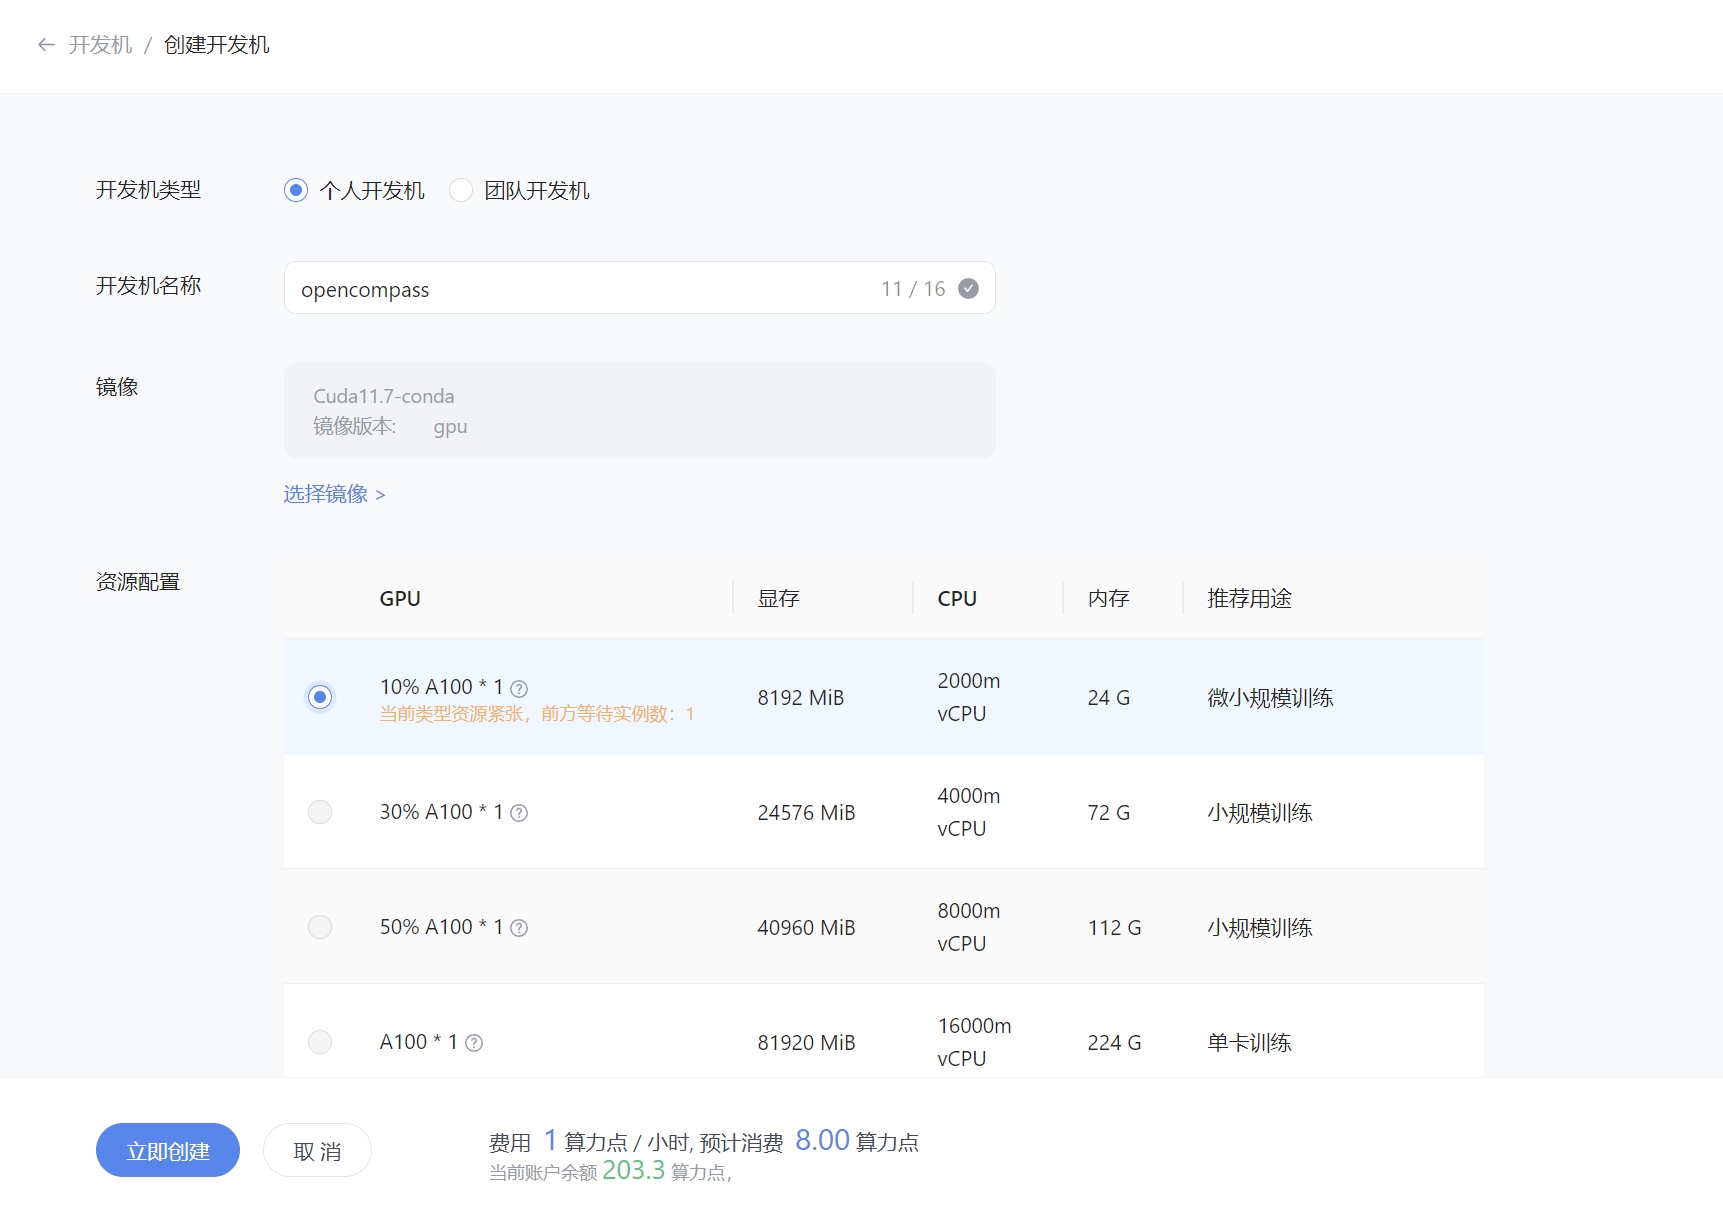 ← 开发机 / 创建开发机
开发机类型 个人开发机 团队开发机
开发机名称 opencompass 11 / 16
镜像 Cuda11.7-conda
镜像版本: gpu
选择镜像 >
资源配置
GPU 显存 CPU 内存 推荐用途
10% A100 * 1 ?
当前类型资源紧张，前方等待实例数：1
8192 MiB
2000m
vCPU
24 G
微小规模训练
30% A100 * 1 ?
24576 MiB
4000m
vCPU
72 G
小规模训练
50% A100 * 1 ?
40960 MiB
8000m
vCPU
112 G
小规模训练
A100 * 1 ?
81920 MiB
16000m
vCPU
224 G
单卡训练
立即创建 取 消
费用 1 算力点 / 小时, 预计消费 8.00 算力点
当前账户余额 203.3 算力点,